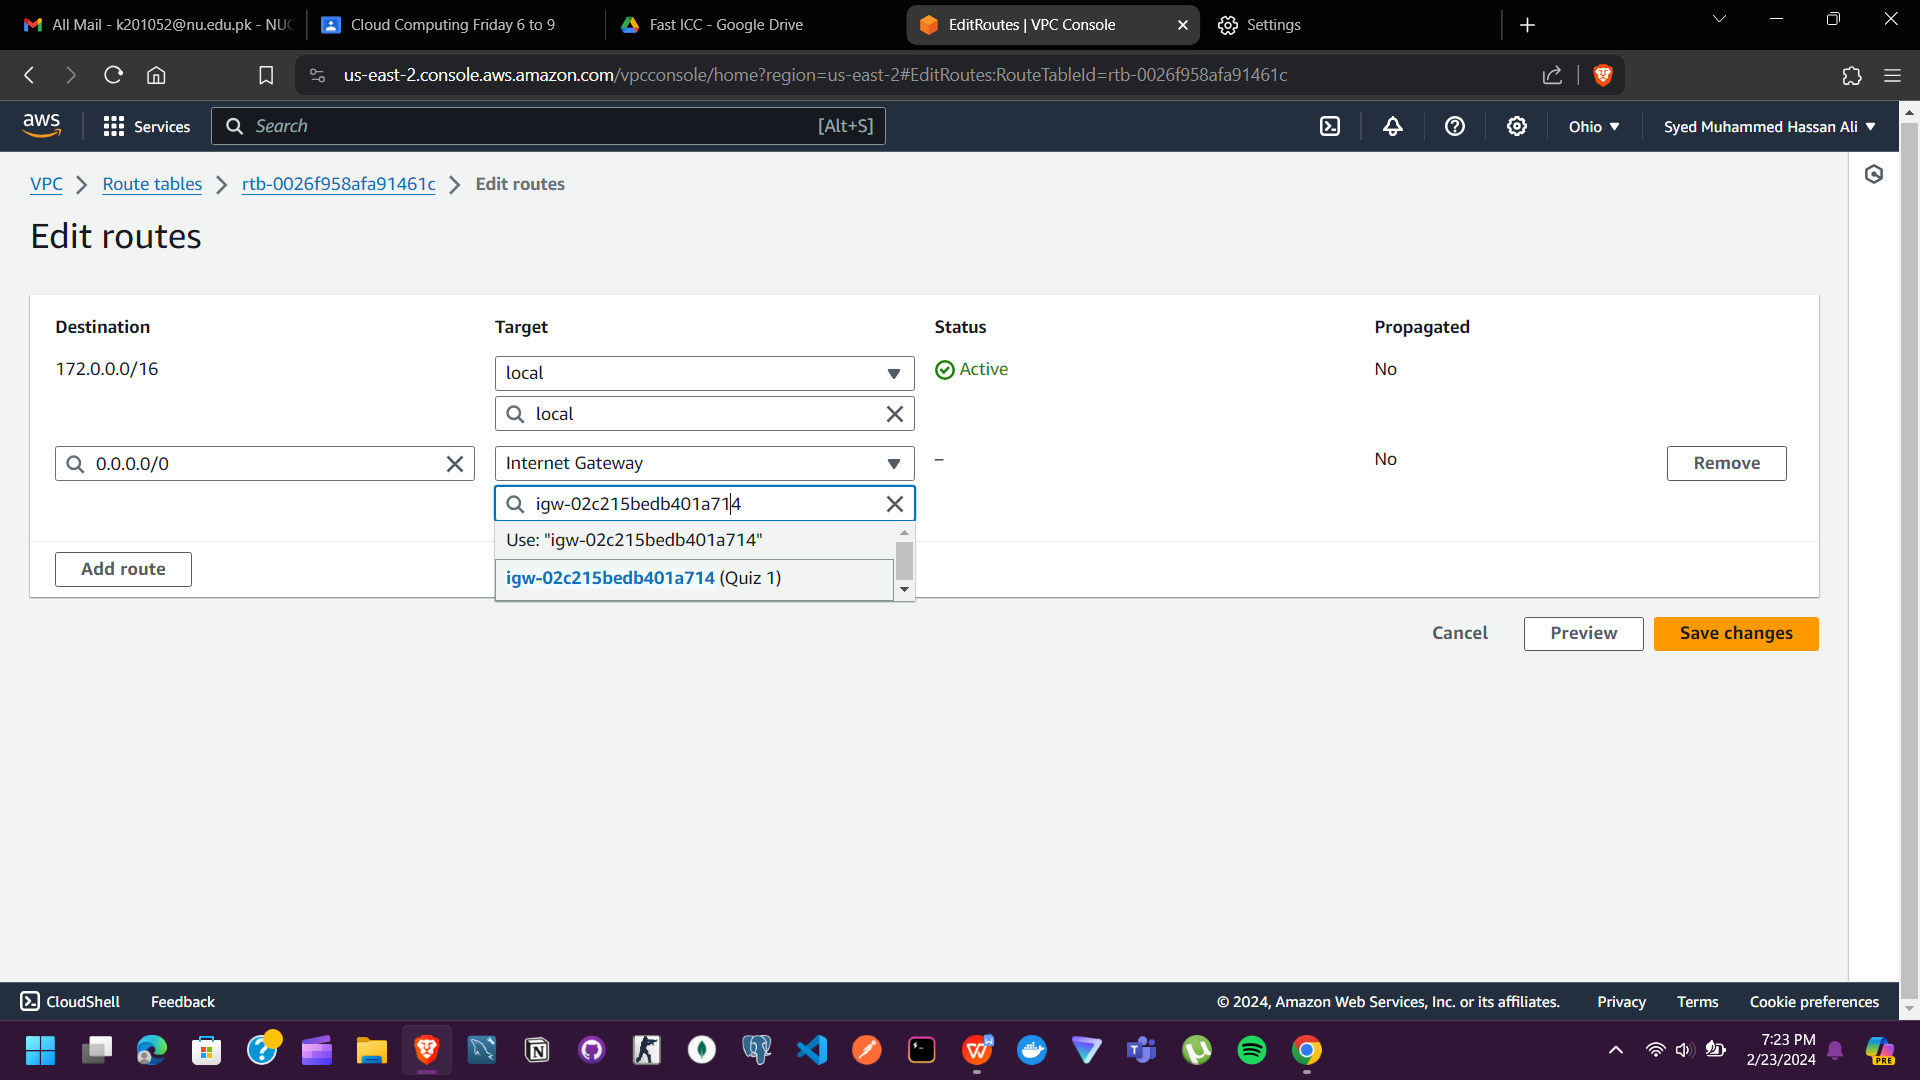 All Mail - k201052@nu.edu.pk - NUC
Cloud Computing Friday 6 to 9
Fast ICC - Google Drive
EditRoutes | VPC Console
Settings
us-east-2.console.aws.amazon.com/vpcconsole/home?region=us-east-2#EditRoutes:RouteTableId=rtb-0026f958afa91461c
aws
Services
Search
[Alt+S]
Ohio
Syed Muhammed Hassan Ali
VPC
Route tables
rtb-0026f958afa91461c
Edit routes
Edit routes
Destination
Target
Status
Propagated
172.0.0.0/16
local
Active
No
local
0.0.0.0/0
Internet Gateway
–
No
Remove
igw-02c215bedb401a714
Use: "igw-02c215bedb401a714"
igw-02c215bedb401a714 (Quiz 1)
Add route
Cancel
Preview
Save changes
CloudShell
Feedback
© 2024, Amazon Web Services, Inc. or its affiliates.
Privacy
Terms
Cookie preferences
7:23 PM
2/23/2024
PRE